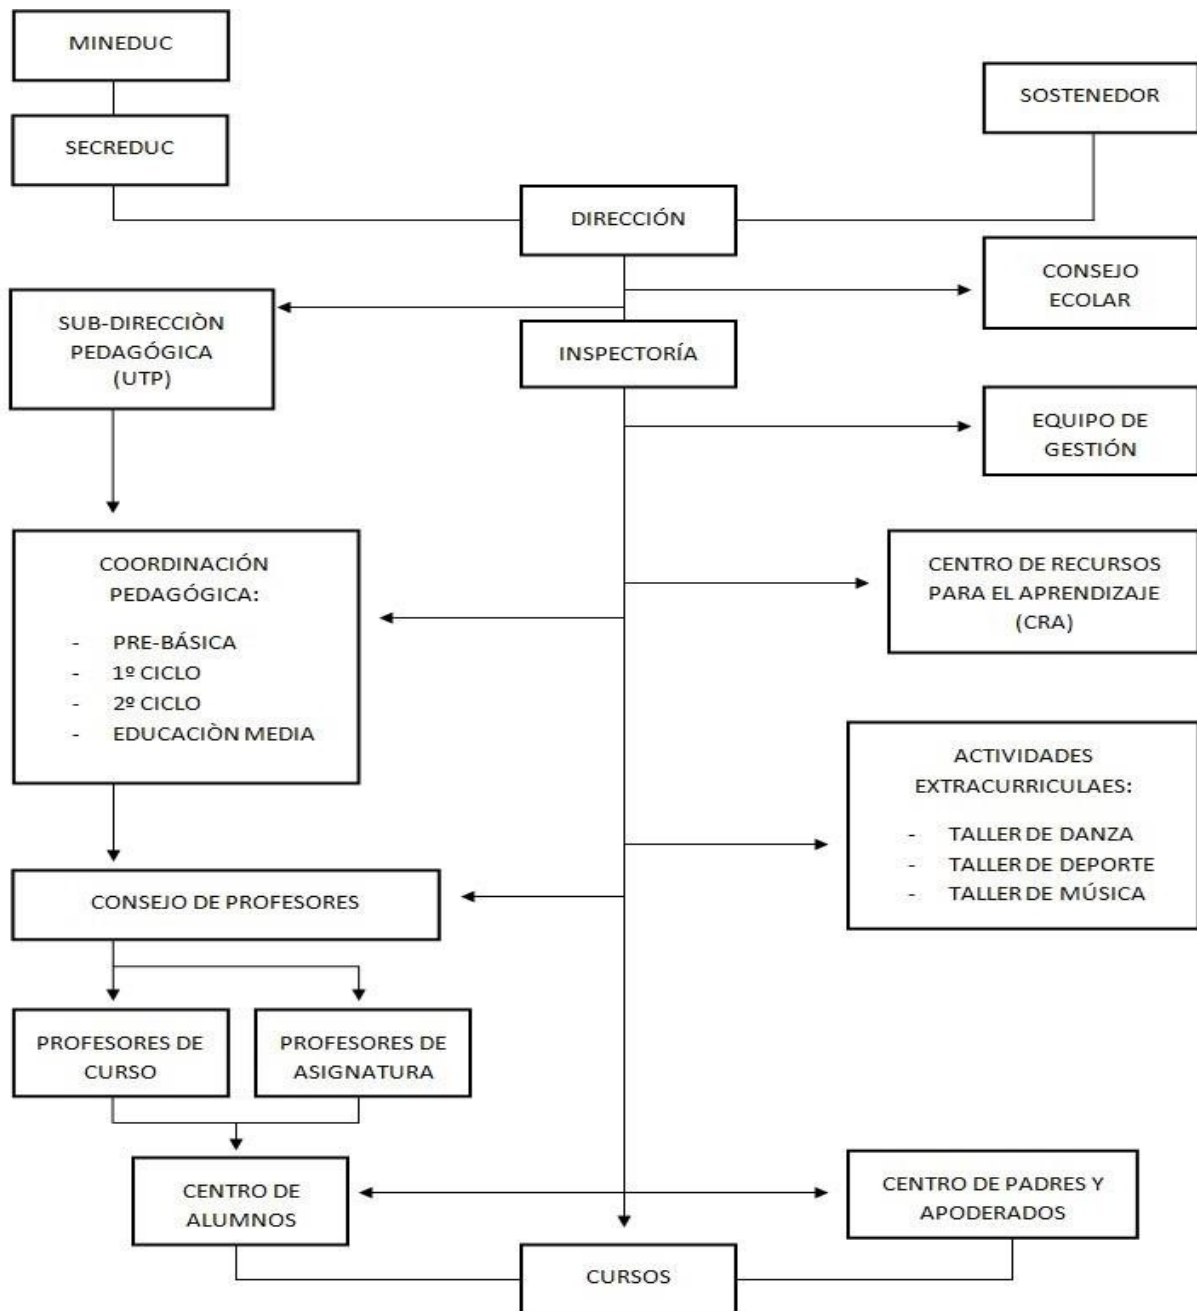 MINEDUC
SOSTENEDOR
SECREDUC
DIRECCIÓN
CONSEJO
ECOLAR
SUB-DIRECCIÒN
PEDAGÓGICA
(UTP)
INSPECTORÍA
EQUIPO DE
GESTIÓN
COORDINACIÓN
PEDAGÓGICA:
- PRE-BÁSICA
- 1º CICLO
- 2º CICLO
- EDUCACIÒN MEDIA
CENTRO DE RECURSOS
PARA EL APRENDIZAJE
(CRA)
ACTIVIDADES
EXTRACURRICULAES:
- TALLER DE DANZA
- TALLER DE DEPORTE
- TALLER DE MÚSICA
CONSEJO DE PROFESORES
PROFESORES DE
CURSO
PROFESORES DE
ASIGNATURA
CENTRO DE
ALUMNOS
CENTRO DE PADRES Y
APODERADOS
CURSOS